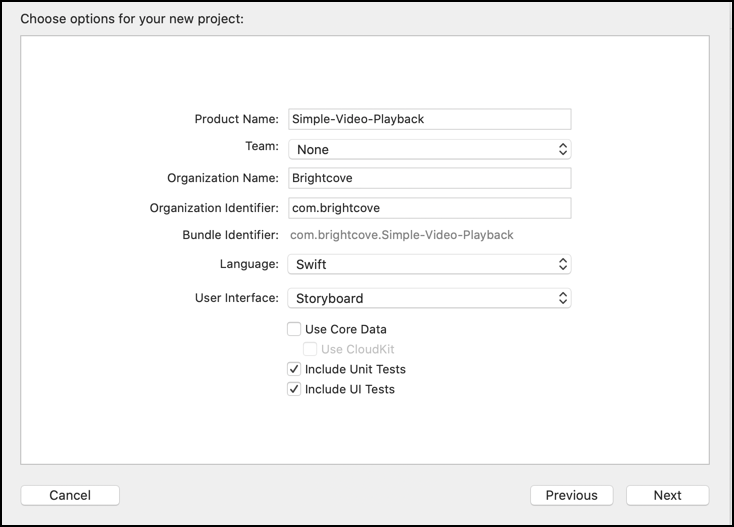 Choose options for your new project:
Product Name: Simple-Video-Playback
Team: None
Organization Name: Brightcove
Organization Identifier: com.brightcove
Bundle Identifier: com.brightcove.Simple-Video-Playback
Language: Swift
User Interface: Storyboard
Use Core Data
Use CloudKit
Include Unit Tests
Include UI Tests
Cancel Previous Next